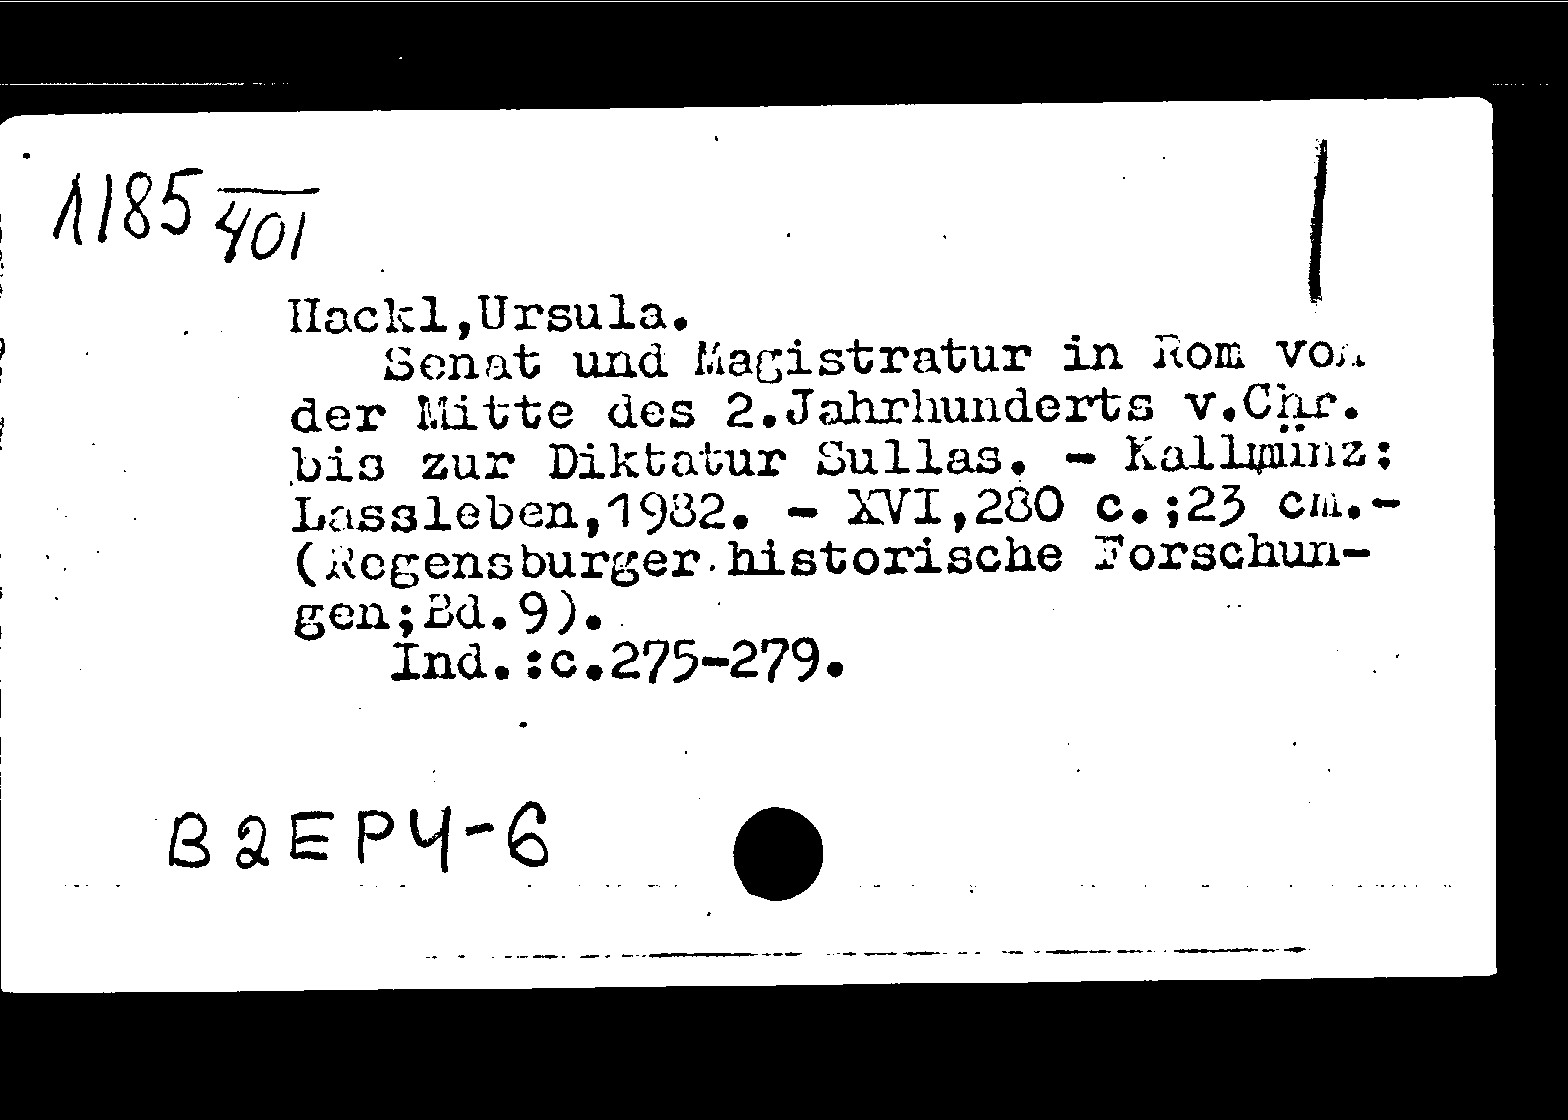 1185/401
Hackl,Ursula.
Senat und Magistratur in Rom von
der Mitte des 2.Jahrhunderts v.Chr.
bis zur Diktatur Sullas. - Kallmünz:
Lassleben,1982. - XVI,280 c.;23 cm.-
(Regensburger historische Forschun-
gen;Bd.9).
Ind.:c.275-279.
B2EP4-6